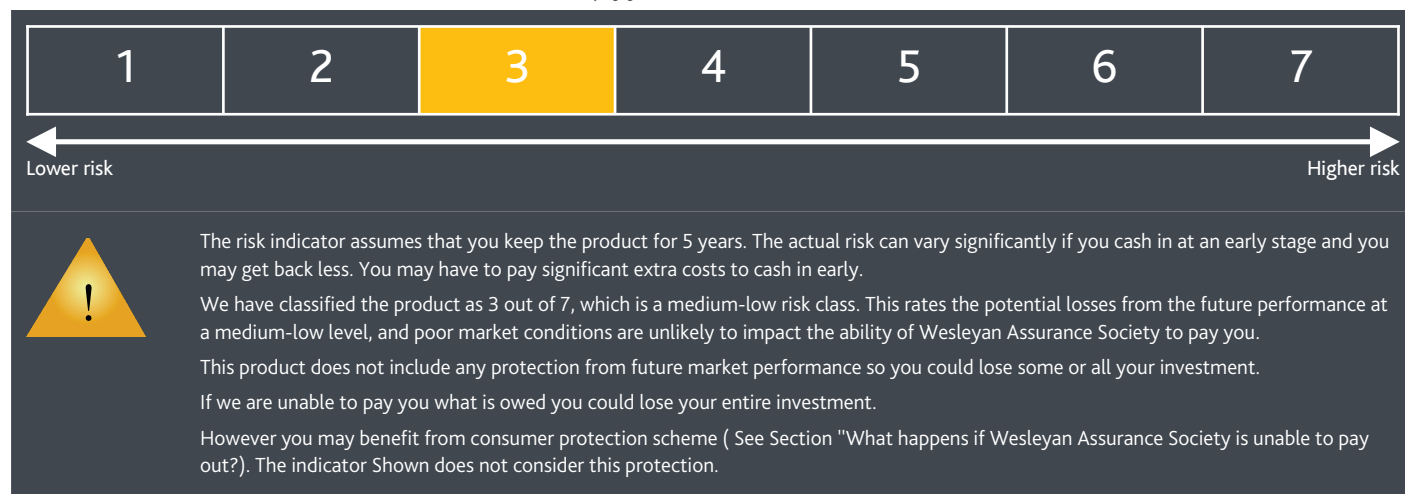 1 2 3 4 5 6 7
Lower risk Higher risk
The risk indicator assumes that you keep the product for 5 years. The actual risk can vary significantly if you cash in at an early stage and you
may get back less. You may have to pay significant extra costs to cash in early.
!
We have classified the product as 3 out of 7, which is a medium-low risk class. This rates the potential losses from the future performance at
a medium-low level, and poor market conditions are unlikely to impact the ability of Wesleyan Assurance Society to pay you.
This product does not include any protection from future market performance so you could lose some or all your investment.
If we are unable to pay you what is owed you could lose your entire investment.
However you may benefit from consumer protection scheme ( See Section "What happens if Wesleyan Assurance Society is unable to pay
out?). The indicator Shown does not consider this protection.